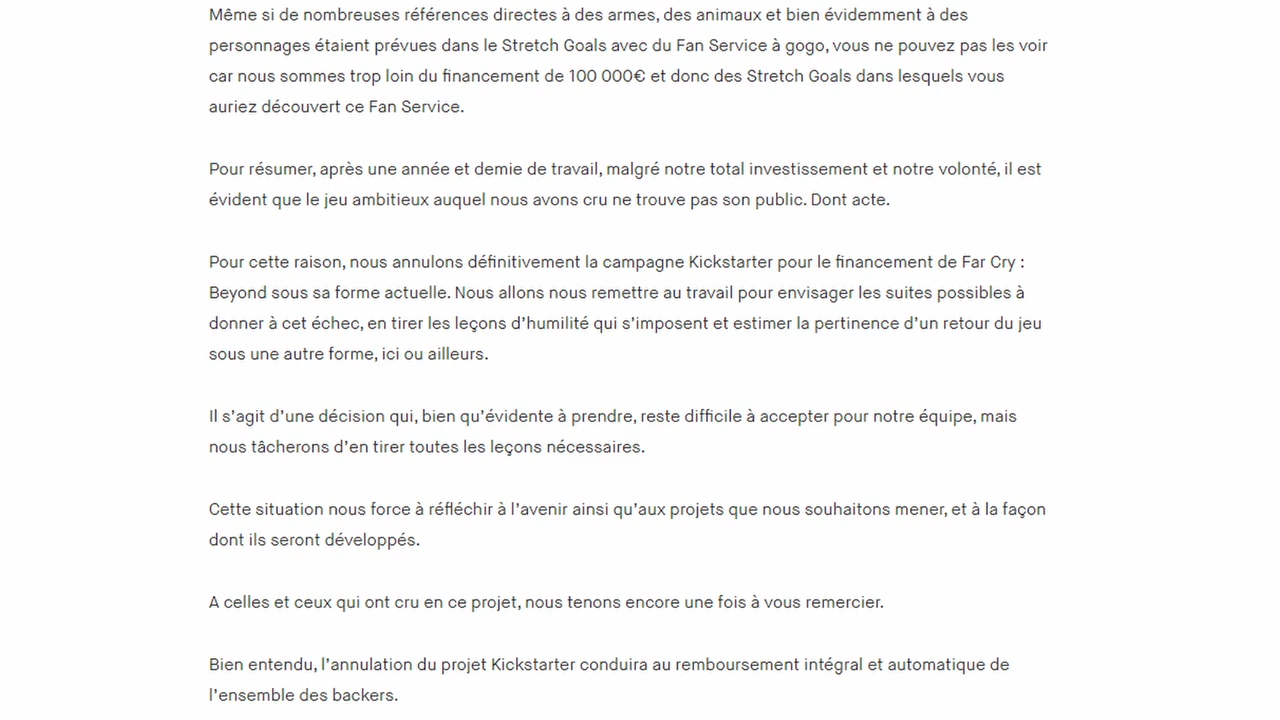 Même si de nombreuses références directes à des armes, des animaux et bien évidemment à des
personnages étaient prévues dans le Stretch Goals avec du Fan Service à gogo, vous ne pouvez pas les voir
car nous sommes trop loin du financement de 100 000€ et donc des Stretch Goals dans lesquels vous
auriez découvert ce Fan Service.
Pour résumer, après une année et demie de travail, malgré notre total investissement et notre volonté, il est
évident que le jeu ambitieux auquel nous avons cru ne trouve pas son public. Dont acte.
Pour cette raison, nous annulons définitivement la campagne Kickstarter pour le financement de Far Cry :
Beyond sous sa forme actuelle. Nous allons nous remettre au travail pour envisager les suites possibles à
donner à cet échec, en tirer les leçons d’humilité qui s’imposent et estimer la pertinence d’un retour du jeu
sous une autre forme, ici ou ailleurs.
Il s’agit d’une décision qui, bien qu’évidente à prendre, reste difficile à accepter pour notre équipe, mais
nous tâcherons d’en tirer toutes les leçons nécessaires.
Cette situation nous force à réfléchir à l’avenir ainsi qu’aux projets que nous souhaitons mener, et à la façon
dont ils seront développés.
A celles et ceux qui ont cru en ce projet, nous tenons encore une fois à vous remercier.
Bien entendu, l’annulation du projet Kickstarter conduira au remboursement intégral et automatique de
l’ensemble des backers.